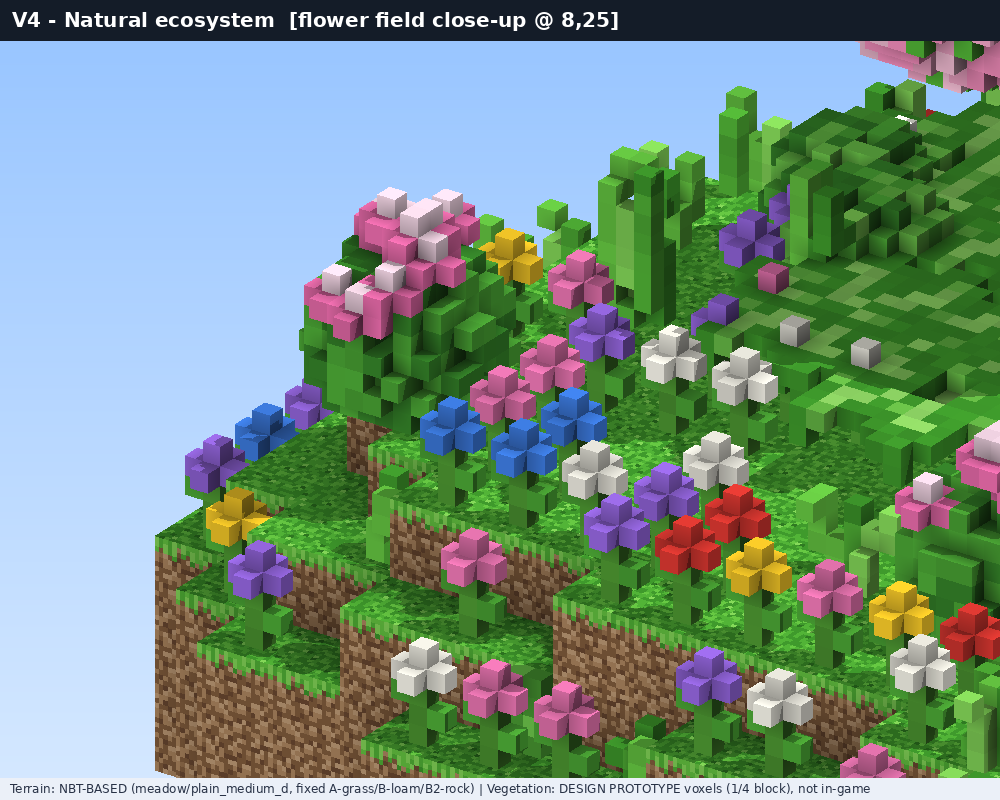 V4 - Natural ecosystem  [flower field close-up @ 8,25]
Terrain: NBT-BASED (meadow/plain_medium_d, fixed A-grass/B-loam/B2-rock) | Vegetation: DESIGN PROTOTYPE voxels (1/4 block), not in-game